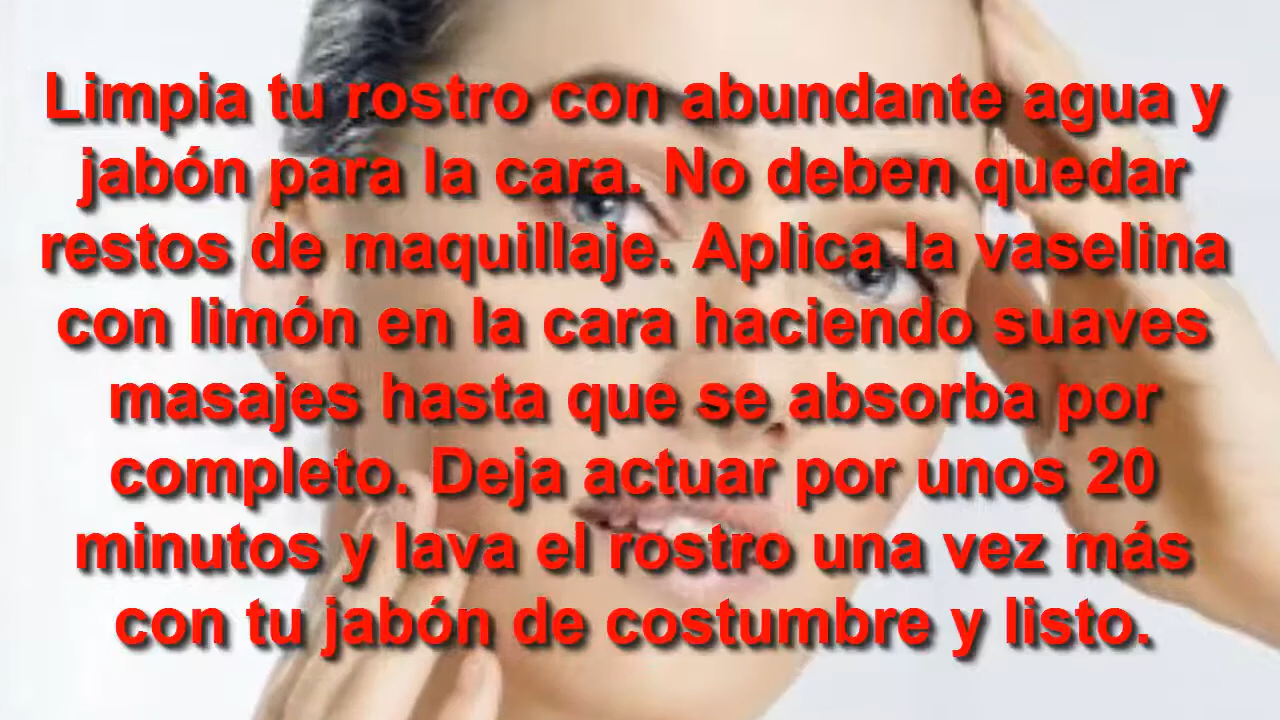 Limpia tu rostro con abundante agua y
jabón para la cara. No deben quedar
restos de maquillaje. Aplica la vaselina
con limón en la cara haciendo suaves
masajes hasta que se absorba por
completo. Deja actuar por unos 20
minutos y lava el rostro una vez más
con tu jabón de costumbre y listo.